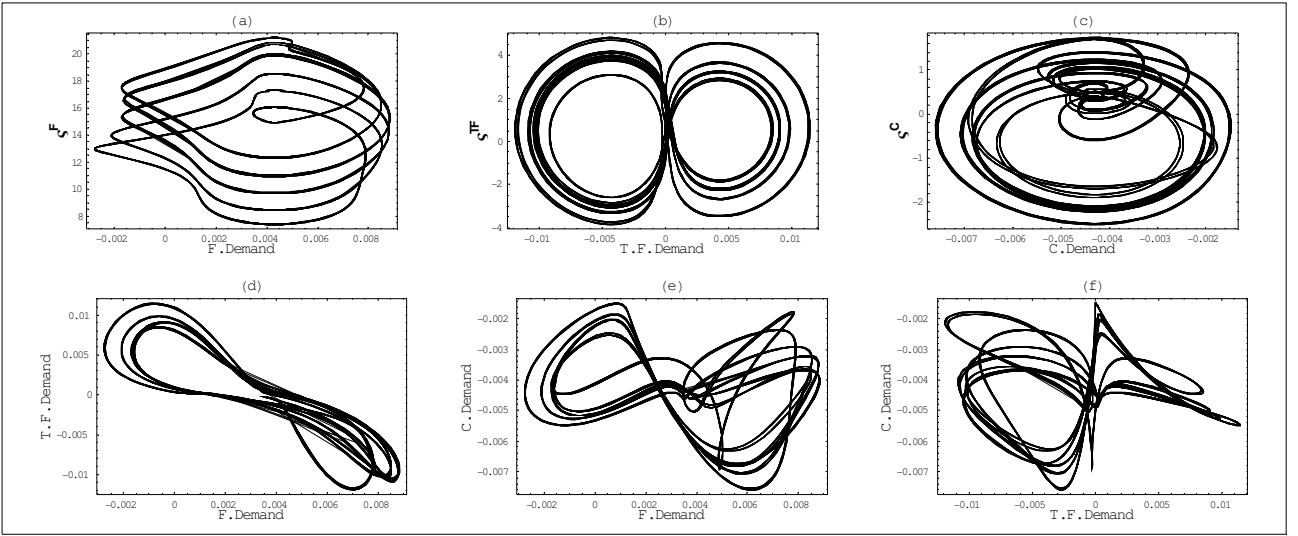 (a)
20
18
16
14
12
10
8
ςF
-0.002 0 0.002 0.004 0.006 0.008
F.Demand
(b)
4
2
0
-2
-4
ςTF
-0.01 -0.005 0 0.005 0.01
T.F.Demand
(c)
1
0
-1
-2
ςC
-0.007 -0.006 -0.005 -0.004 -0.003 -0.002
C.Demand
(d)
0.01
0.005
0
-0.005
-0.01
T.F.Demand
-0.002 0 0.002 0.004 0.006 0.008
F.Demand
(e)
-0.002
-0.003
-0.004
-0.005
-0.006
-0.007
C.Demand
-0.002 0 0.002 0.004 0.006 0.008
F.Demand
(f)
-0.002
-0.003
-0.004
-0.005
-0.006
-0.007
C.Demand
-0.01 -0.005 0 0.005 0.01
T.F.Demand